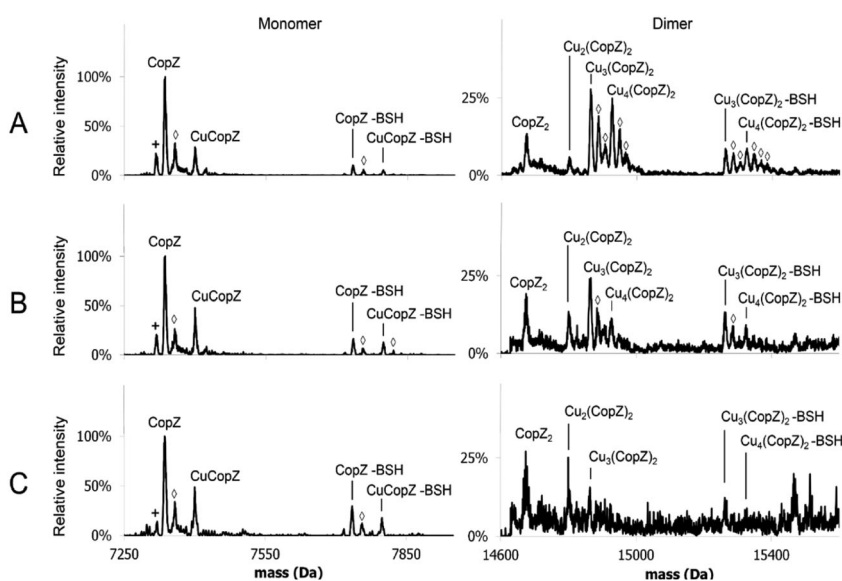 Monomer
Dimer
A
Relative intensity
100%
50%
0%
+
CopZ
◊
CuCopZ
CopZ -BSH
◊
CuCopZ -BSH
25%
0%
CopZ₂
Cu₂(CopZ)₂
Cu₃(CopZ)₂
◊ ◊
Cu₄(CopZ)₂
◊ ◊
Cu₃(CopZ)₂ -BSH
◊ ◊
Cu₄(CopZ)₂ -BSH
◊ ◊ ◊
B
Relative intensity
100%
50%
0%
+
CopZ
◊
CuCopZ
CopZ -BSH
◊
CuCopZ -BSH
◊
25%
0%
CopZ₂
Cu₂(CopZ)₂
Cu₃(CopZ)₂
◊
Cu₄(CopZ)₂
Cu₃(CopZ)₂ -BSH
◊
Cu₄(CopZ)₂ -BSH
C
Relative intensity
100%
50%
0%
+
CopZ
◊
CuCopZ
CopZ -BSH
◊
CuCopZ -BSH
7250 7550 7850
mass (Da)
25%
0%
CopZ₂
Cu₂(CopZ)₂
Cu₃(CopZ)₂
Cu₃(CopZ)₂ -BSH
Cu₄(CopZ)₂ -BSH
14600 15000 15400
mass (Da)